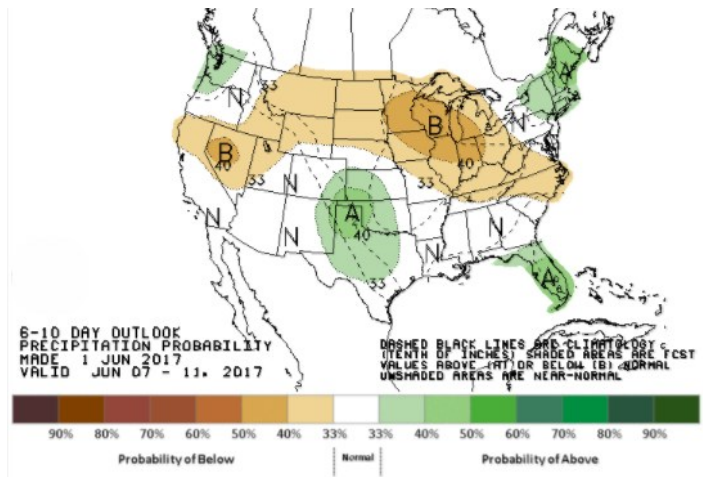 A
33
N
N
B
B
40
40
33
33
N
A
N
40
N
N
N
33
A
6-10 DAY OUTLOOK
PRECIPITATION PROBABILITY
MADE 1 JUN 2017
VALID JUN 07 - 11, 2017
DASHED BLACK LINES ARE CLIMATOLOGY
(TENTH OF INCHES) SHADED AREAS ARE FCST
VALUES ABOVE (A) OR BELOW (B) NORMAL
UNSHADED AREAS ARE NEAR-NORMAL
90% 80% 70% 60% 50% 40% 33% 33% 40% 50% 60% 70% 80% 90%
Probability of Below Normal Probability of Above